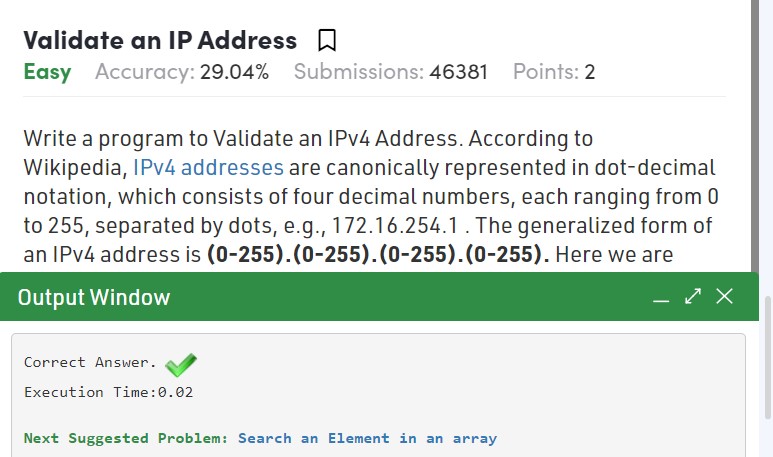 Validate an IP Address
Easy Accuracy: 29.04% Submissions: 46381 Points: 2
Write a program to Validate an IPv4 Address. According to
Wikipedia, IPv4 addresses are canonically represented in dot-decimal
notation, which consists of four decimal numbers, each ranging from 0
to 255, separated by dots, e.g., 172.16.254.1 . The generalized form of
an IPv4 address is (0-255).(0-255).(0-255).(0-255). Here we are
Output Window
Correct Answer.
Execution Time:0.02
Next Suggested Problem: Search an Element in an array